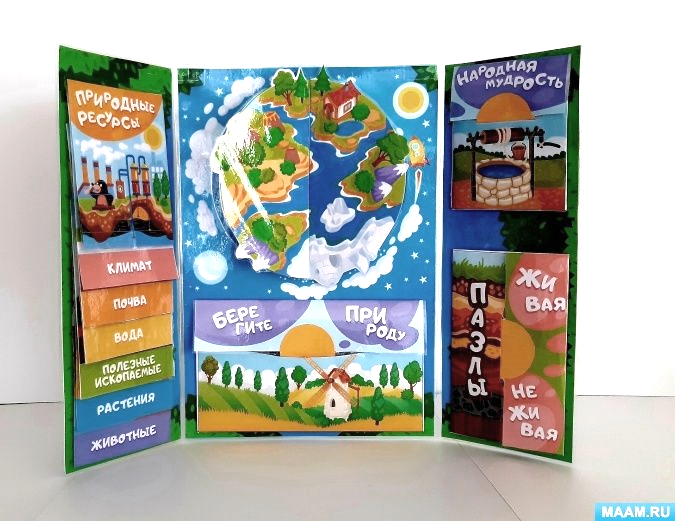 ПРИРОДНЫЕ
РЕСУРСЫ
КЛИМАТ
ПОЧВА
ВОДА
ПОЛЕЗНЫЕ
ИСКОПАЕМЫЕ
РАСТЕНИЯ
ЖИВОТНЫЕ
БЕРЕ
ГИТЕ
ПРИ
РОДУ
НАРОДНАЯ
МУДРОСТЬ
ПАЗЛЫ
ЖИ
ВАЯ
НЕ
ЖИ
ВАЯ
MAAM.RU